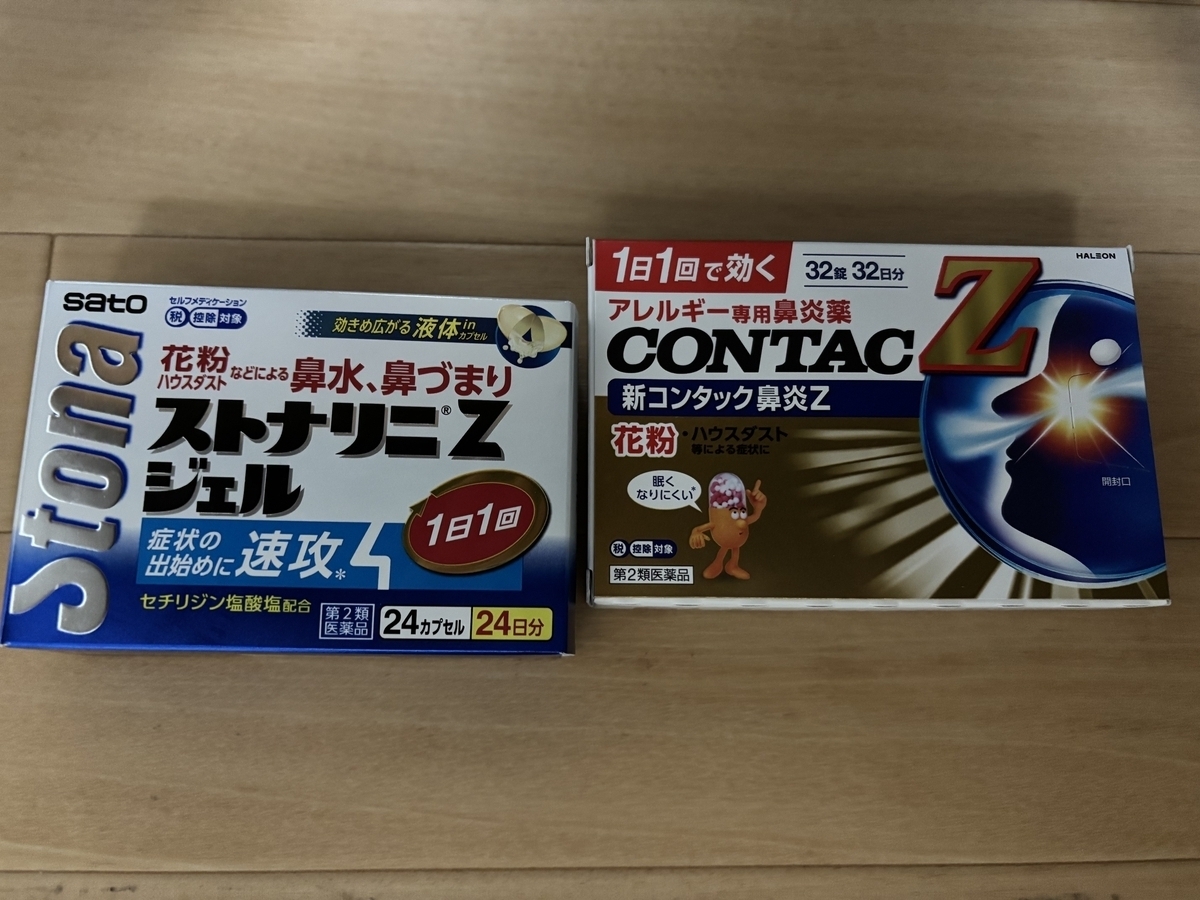 sato
セルフメディケーション
税 控除 対象
効きめ広がる 液体 in カプセル
Stona
花粉 ハウスダスト などによる 鼻水、鼻づまり
ストナリニ®Z
ジェル
1日1回
症状の
出始めに 速攻*
セチリジン塩酸塩配合
第2類
医薬品
24カプセル 24日分
1日1回で効く
32錠 32日分
HALEON
アレルギー専用鼻炎薬
CONTAC Z
新コンタック鼻炎Z
花粉・ハウスダスト
等による症状に
眠く
なりにくい*
開封口
税 控除 対象
第2類医薬品